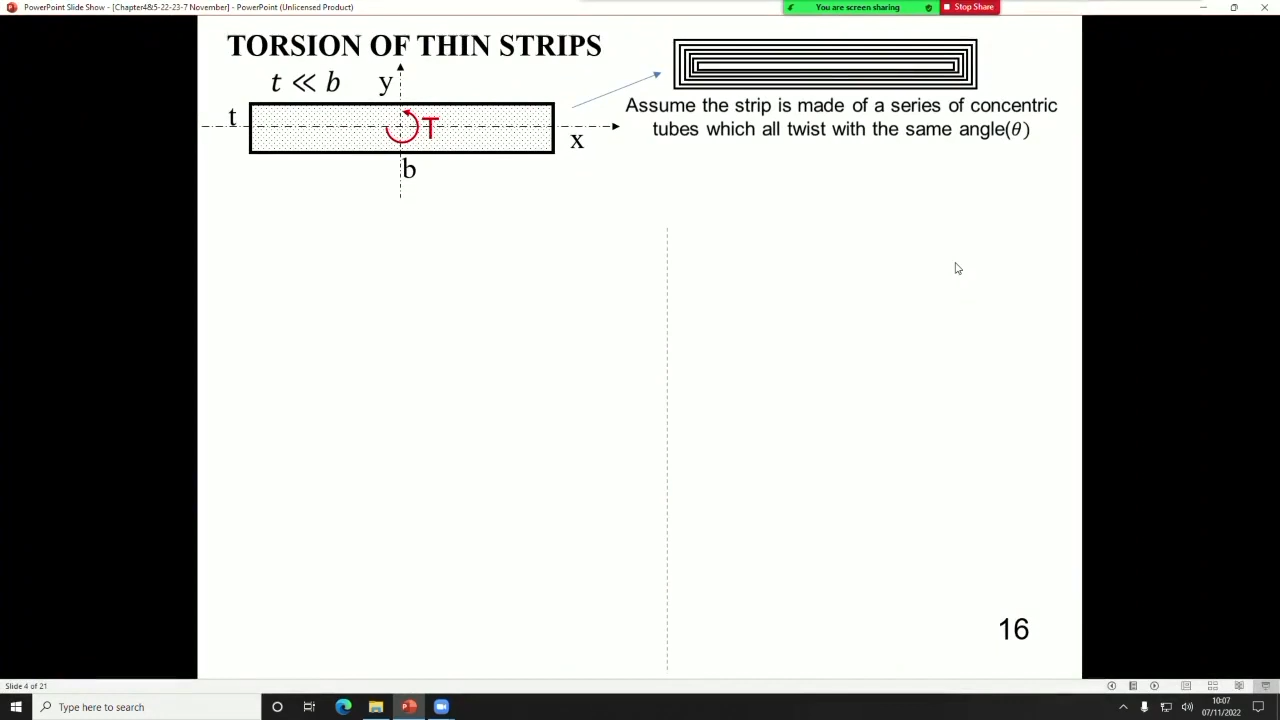 PowerPoint Slide Show - [Chapter4&5-22-23-7 November] - PowerPoint (Unlicensed Product)
You are screen sharing
Stop Share
TORSION OF THIN STRIPS
t ≪ b
y
t
T
x
b
Assume the strip is made of a series of concentric
tubes which all twist with the same angle(θ)
16
Slide 4 of 21
Type here to search
10:07
07/11/2022